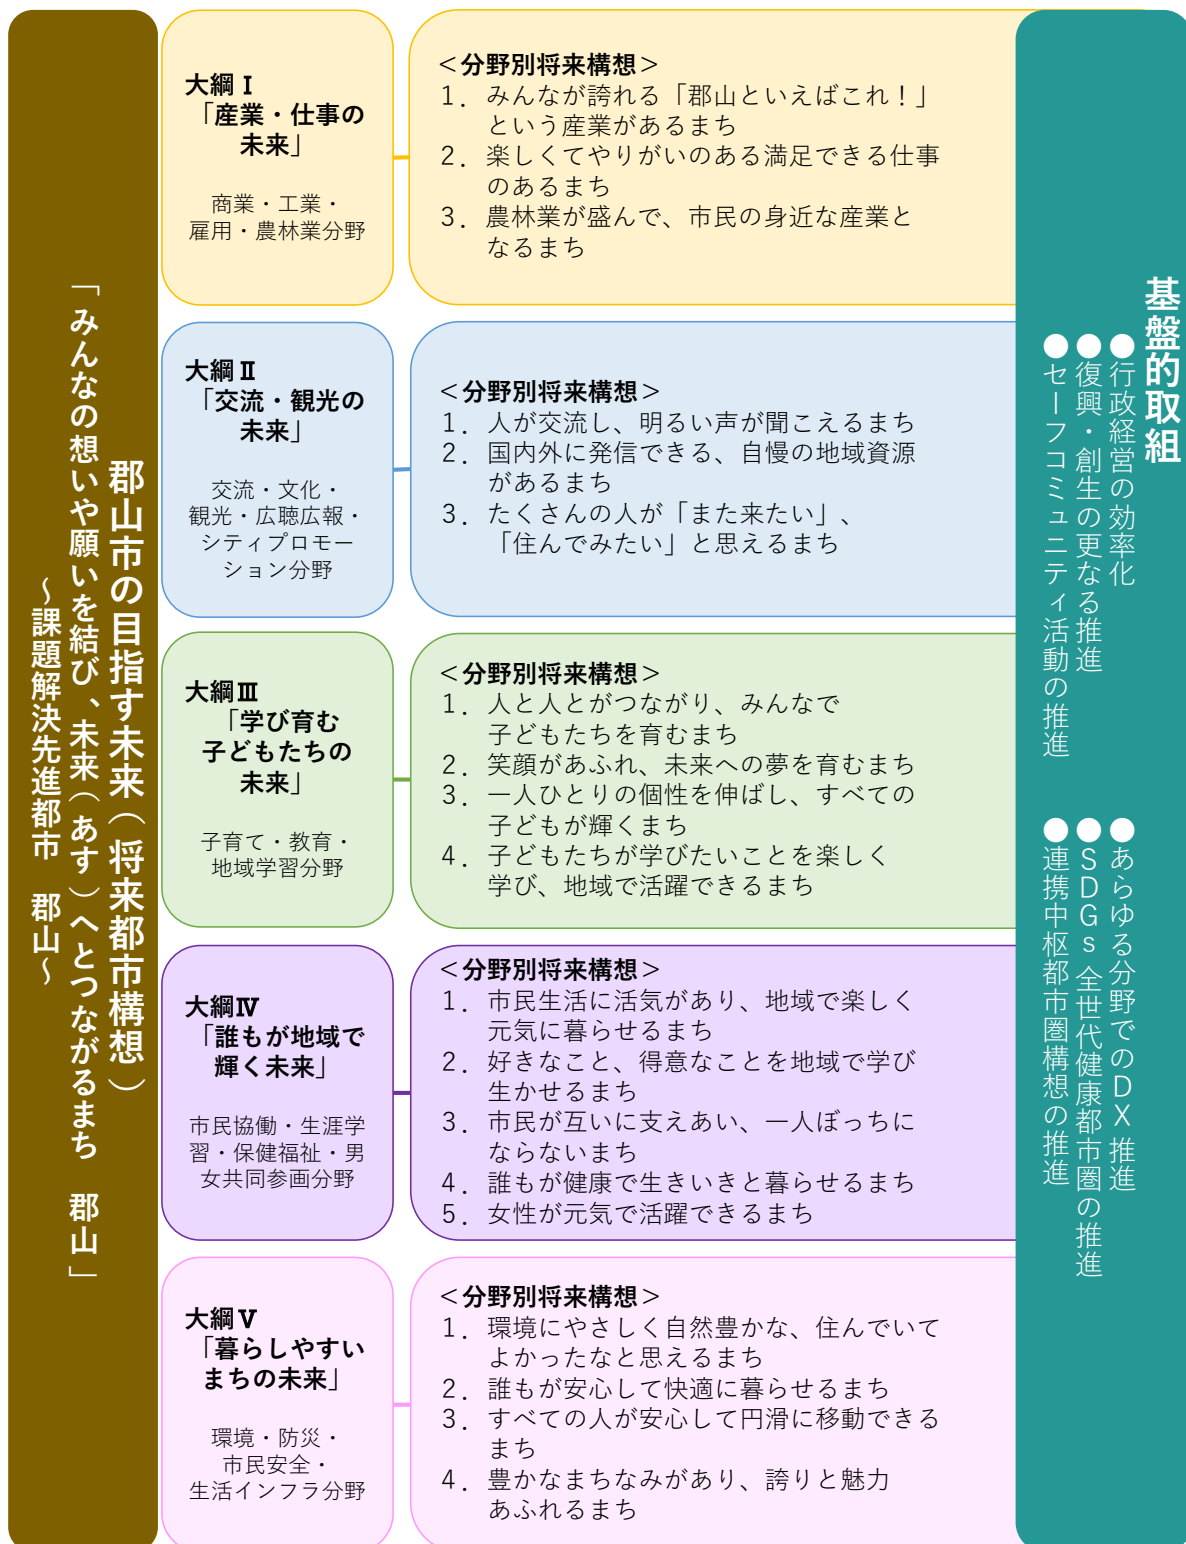 郡山市の目指す未来（将来都市構想）
「みんなの想いや願いを結び、未来（あす）へとつながるまち　郡山」
～課題解決先進都市　郡山～
大綱Ⅰ
「産業・仕事の
未来」
商業・工業・
雇用・農林業分野
＜分野別将来構想＞
１．みんなが誇れる「郡山といえばこれ！」
という産業があるまち
２．楽しくてやりがいのある満足できる仕事
のあるまち
３．農林業が盛んで、市民の身近な産業と
なるまち
大綱Ⅱ
「交流・観光の
未来」
交流・文化・
観光・広聴広報・
シティプロモー
ション分野
＜分野別将来構想＞
１．人が交流し、明るい声が聞こえるまち
２．国内外に発信できる、自慢の地域資源
があるまち
３．たくさんの人が「また来たい」、
「住んでみたい」と思えるまち
大綱Ⅲ
「学び育む
子どもたちの
未来」
子育て・教育・
地域学習分野
＜分野別将来構想＞
１．人と人とがつながり、みんなで
子どもたちを育むまち
２．笑顔があふれ、未来への夢を育むまち
３．一人ひとりの個性を伸ばし、すべての
子どもが輝くまち
４．子どもたちが学びたいことを楽しく
学び、地域で活躍できるまち
大綱Ⅳ
「誰もが地域で
輝く未来」
市民協働・生涯学
習・保健福祉・男
女共同参画分野
＜分野別将来構想＞
１．市民生活に活気があり、地域で楽しく
元気に暮らせるまち
２．好きなこと、得意なことを地域で学び
生かせるまち
３．市民が互いに支えあい、一人ぼっちに
ならないまち
４．誰もが健康で生きいきと暮らせるまち
５．女性が元気で活躍できるまち
大綱Ⅴ
「暮らしやすい
まちの未来」
環境・防災・
市民安全・
生活インフラ分野
＜分野別将来構想＞
１．環境にやさしく自然豊かな、住んでいて
よかったなと思えるまち
２．誰もが安心して快適に暮らせるまち
３．すべての人が安心して円滑に移動できる
まち
４．豊かなまちなみがあり、誇りと魅力
あふれるまち
基盤的取組
●行政経営の効率化
●復興・創生の更なる推進
●セーフコミュニティ活動の推進
●あらゆる分野でのＤＸ推進
●ＳＤＧｓ全世代健康都市圏の推進
●連携中枢都市圏構想の推進